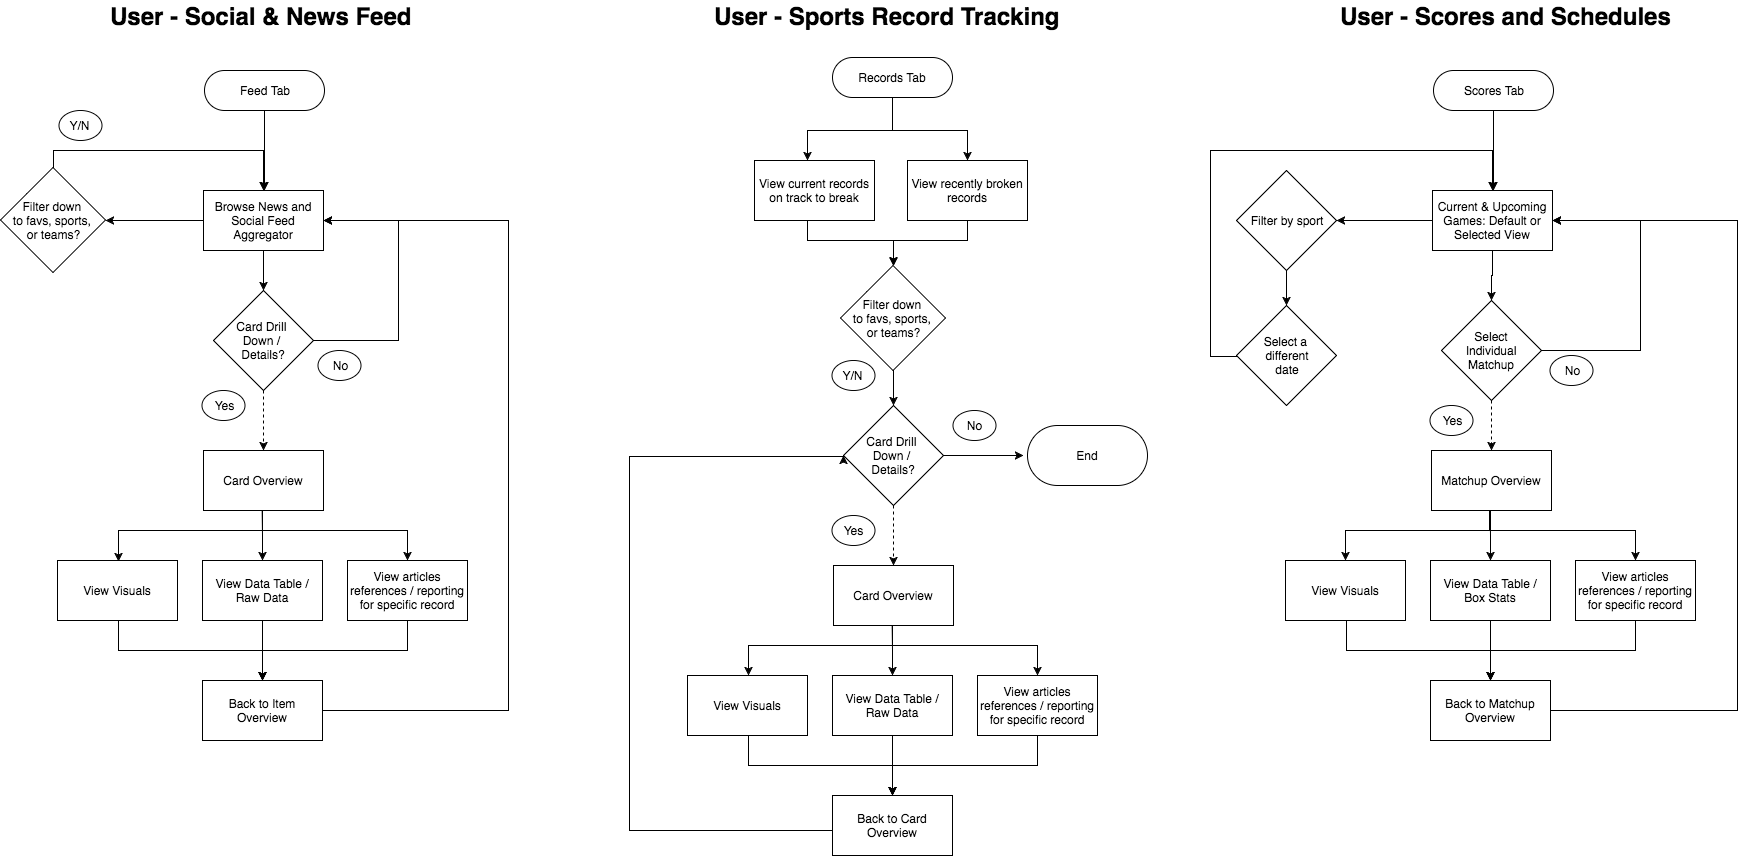 User - Social & News Feed
Feed Tab
Y/N
Filter down
to favs, sports,
or teams?
Browse News and
Social Feed
Aggregator
Card Drill
Down /
Details?
No
Yes
Card Overview
View Visuals
View Data Table /
Raw Data
View articles
references / reporting
for specific record
Back to Item
Overview
User - Sports Record Tracking
Records Tab
View current records
on track to break
View recently broken
records
Filter down
to favs, sports,
or teams?
Y/N
Card Drill
Down /
Details?
No
End
Yes
Card Overview
View Visuals
View Data Table /
Raw Data
View articles
references / reporting
for specific record
Back to Card
Overview
User - Scores and Schedules
Scores Tab
Filter by sport
Current & Upcoming
Games: Default or
Selected View
Select a
different
date
Select
Individual
Matchup
No
Yes
Matchup Overview
View Visuals
View Data Table /
Box Stats
View articles
references / reporting
for specific record
Back to Matchup
Overview